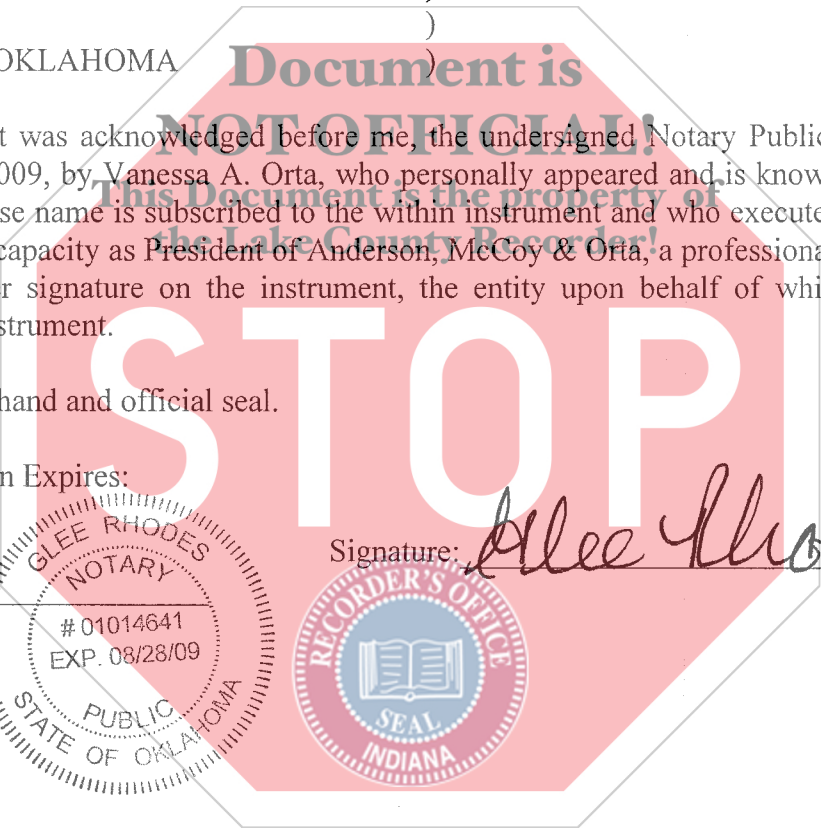 )
OKLAHOMA )
Document is
NOT OFFICIAL!
This Document is the property of
the Lake County Recorder!
t was acknowledged before me, the undersigned Notary Public
009, by Vanessa A. Orta, who personally appeared and is know
se name is subscribed to the within instrument and who execute
capacity as President of Anderson, McCoy & Orta, a professiona
r signature on the instrument, the entity upon behalf of whi
strument.
STOP
hand and official seal.
n Expires:
GLEE RHODES
NOTARY
#01014641
EXP. 08/28/09
PUBLIC
STATE OF OKLAHOMA
Signature: Glee Rho
RECORDER'S OFFICE
SEAL
INDIANA